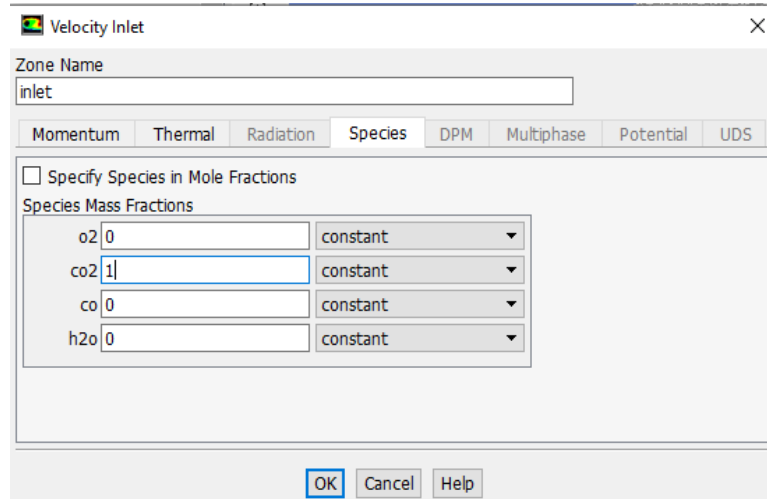 Velocity Inlet
Zone Name
inlet
Momentum Thermal Radiation Species DPM Multiphase Potential UDS
Specify Species in Mole Fractions
Species Mass Fractions
o2 0 constant
co2 1 constant
co 0 constant
h2o 0 constant
OK Cancel Help